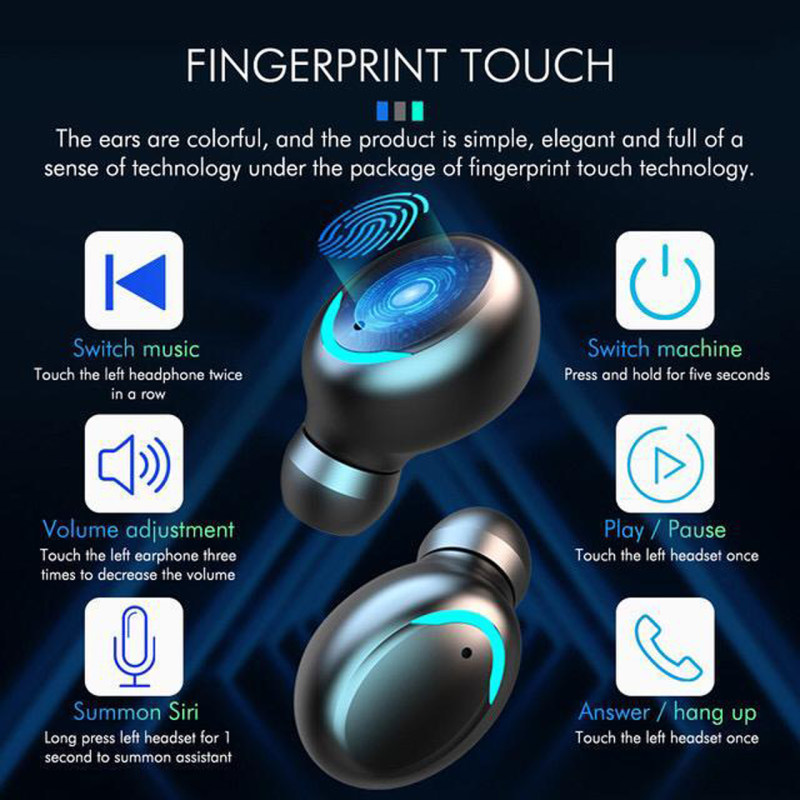 FINGERPRINT TOUCH
The ears are colorful, and the product is simple, elegant and full of a
sense of technology under the package of fingerprint touch technology.
Switch music
Touch the left headphone twice
in a row
Switch machine
Press and hold for five seconds
Volume adjustment
Touch the left earphone three
times to decrease the volume
Play / Pause
Touch the left headset once
Summon Siri
Long press left headset for 1
second to summon assistant
Answer / hang up
Touch the left headset once